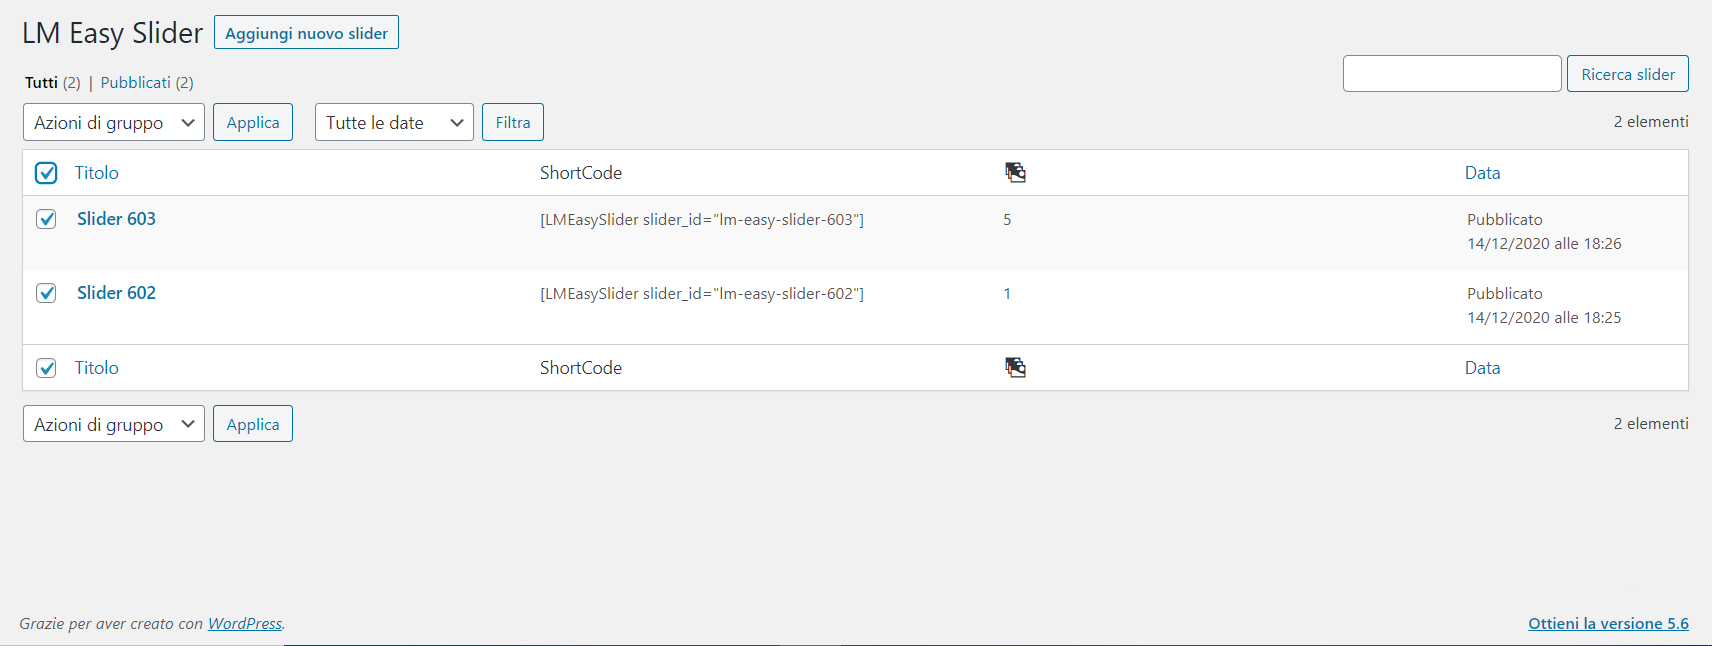 LM Easy Slider Aggiungi nuovo slider
Tutti (2) | Pubblicati (2)
Ricerca slider
Azioni di gruppo Applica Tutte le date Filtra 2 elementi
Titolo ShortCode Data
Slider 603 [LMEasySlider slider_id="lm-easy-slider-603"] 5 Pubblicato
14/12/2020 alle 18:26
Slider 602 [LMEasySlider slider_id="lm-easy-slider-602"] 1 Pubblicato
14/12/2020 alle 18:25
Titolo ShortCode Data
Azioni di gruppo Applica 2 elementi
Grazie per aver creato con WordPress. Ottieni la versione 5.6